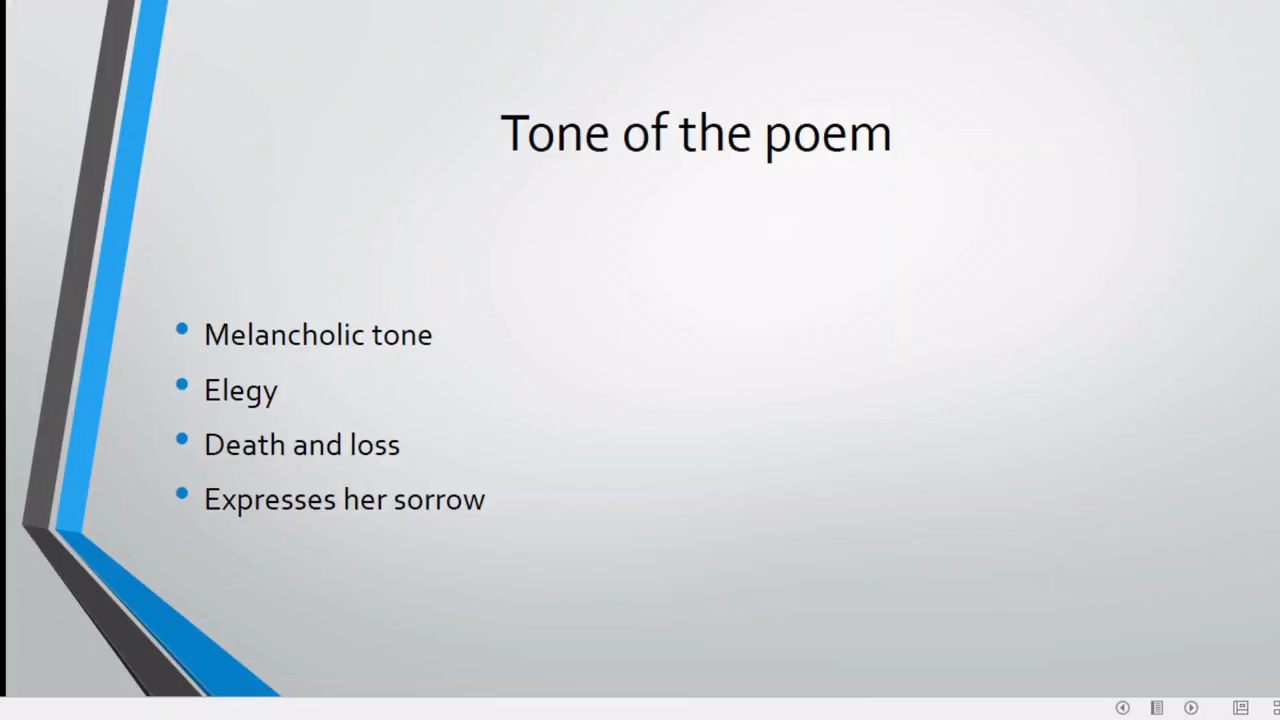 Tone of the poem
• Melancholic tone
• Elegy
• Death and loss
• Expresses her sorrow